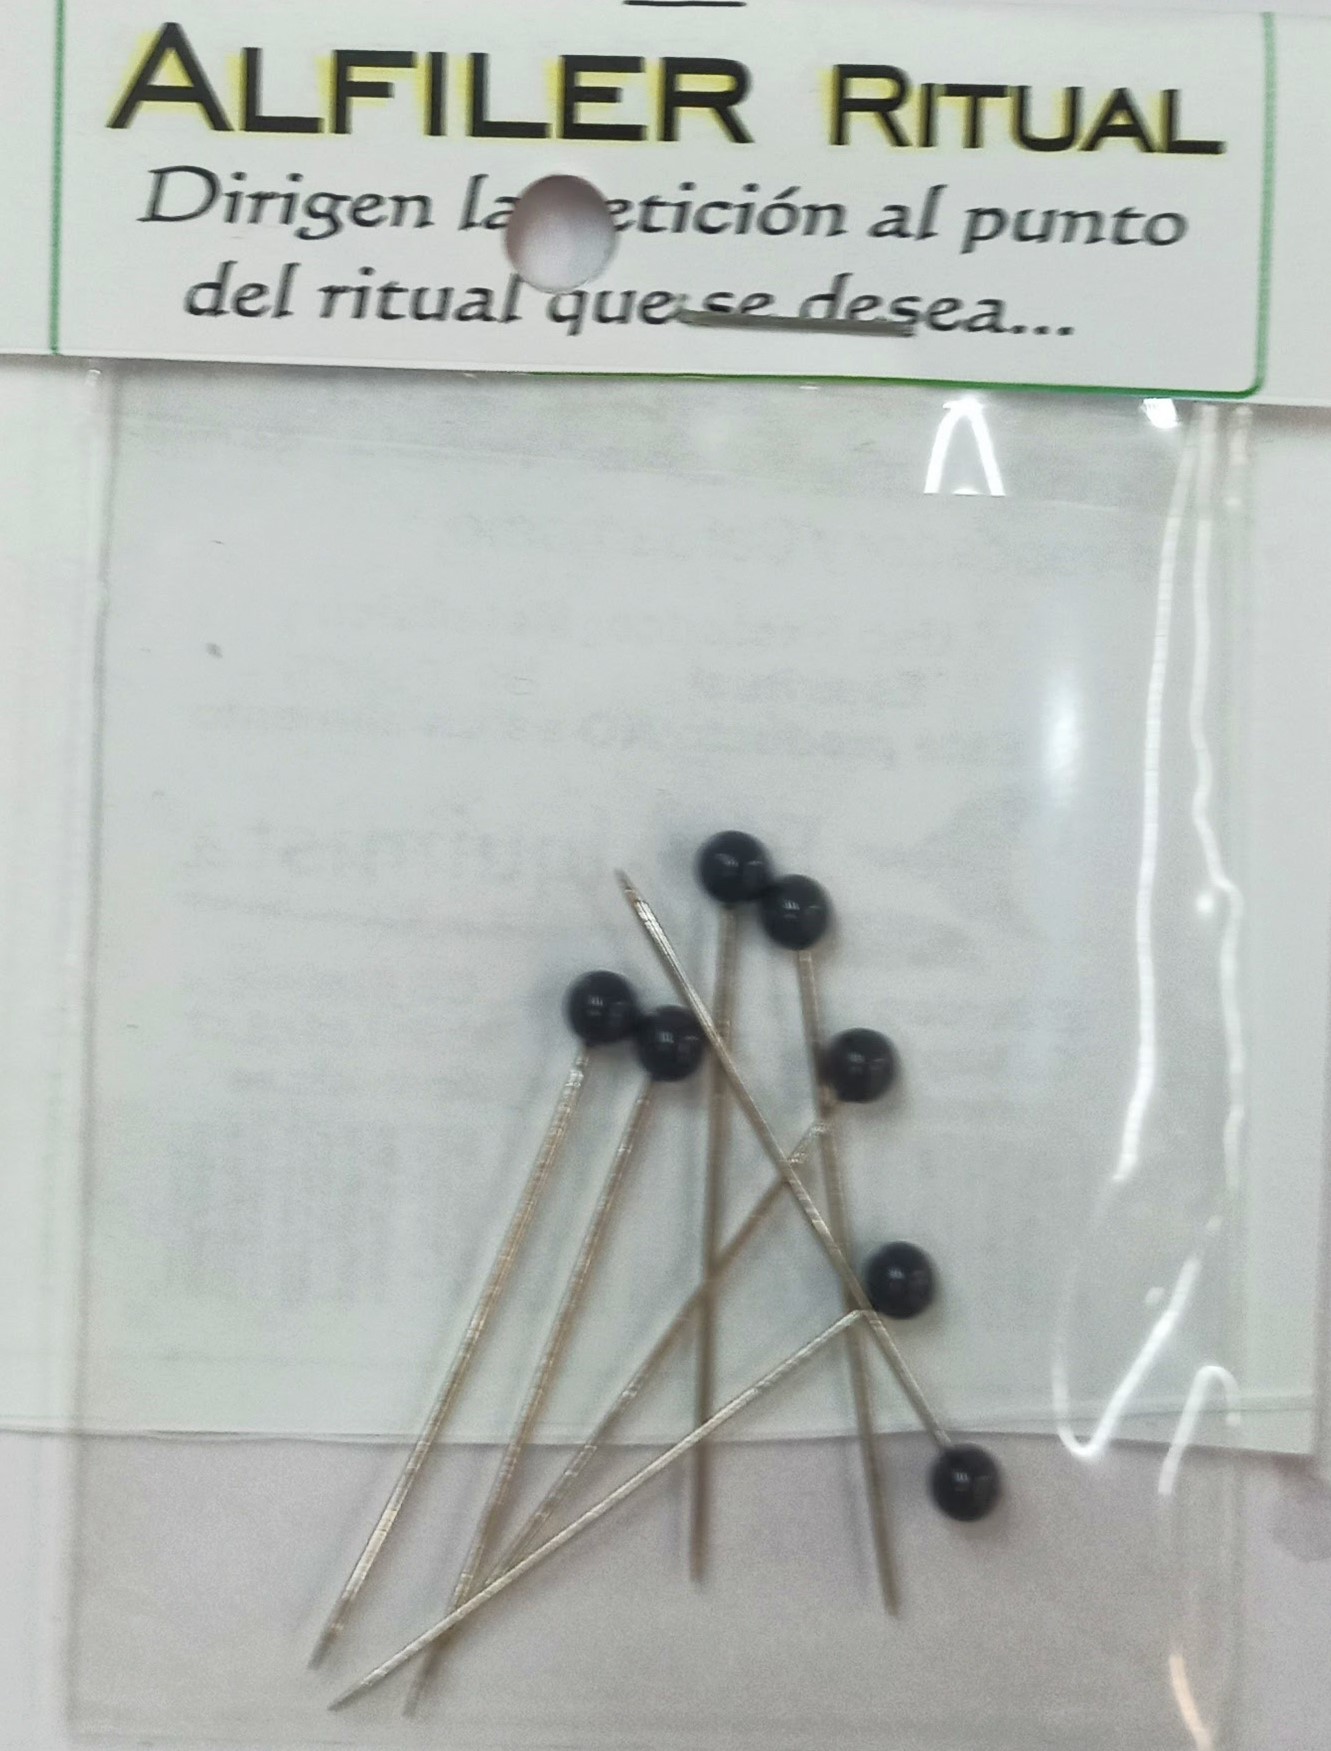 ALFILER RITUAL
Dirigen la petición al punto
del ritual que se desea...